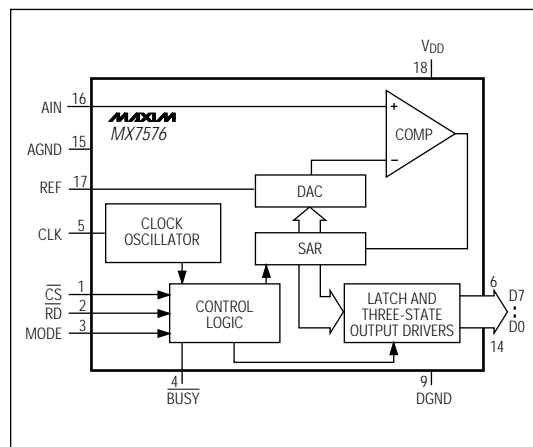 VDD
18
AIN
16
MAXIM
MX7576
+
COMP
AGND
15
−
REF
17
DAC
CLK
5
CLOCK
OSCILLATOR
SAR
CS
1
RD
2
MODE
3
CONTROL
LOGIC
LATCH AND
THREE-STATE
OUTPUT DRIVERS
6
D7
D0
14
4
BUSY
9
DGND